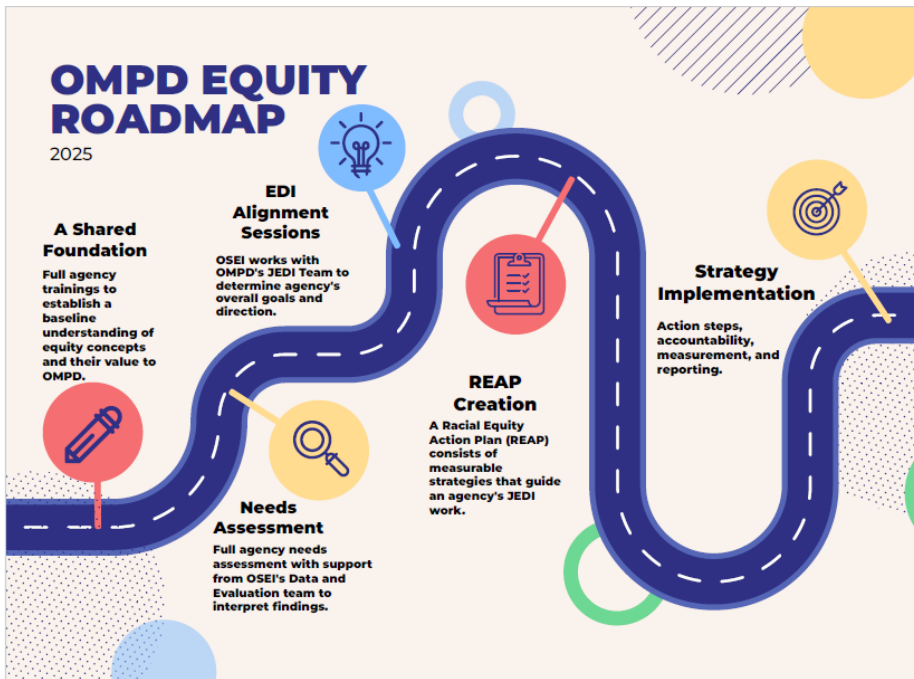 OMPD EQUITY
ROADMAP
2025
A Shared
Foundation
Full agency
trainings to
establish a
baseline
understanding of
equity concepts
and their value to
OMPD.
Needs
Assessment
Full agency needs
assessment with support
from OSEI's Data and
Evaluation team to
interpret findings.
EDI
Alignment
Sessions
OSEI works with
OMPD's JEDI Team to
determine agency's
overall goals and
direction.
REAP
Creation
A Racial Equity
Action Plan (REAP)
consists of
measurable
strategies that guide
an agency's JEDI
work.
Strategy
Implementation
Action steps,
accountability,
measurement, and
reporting.